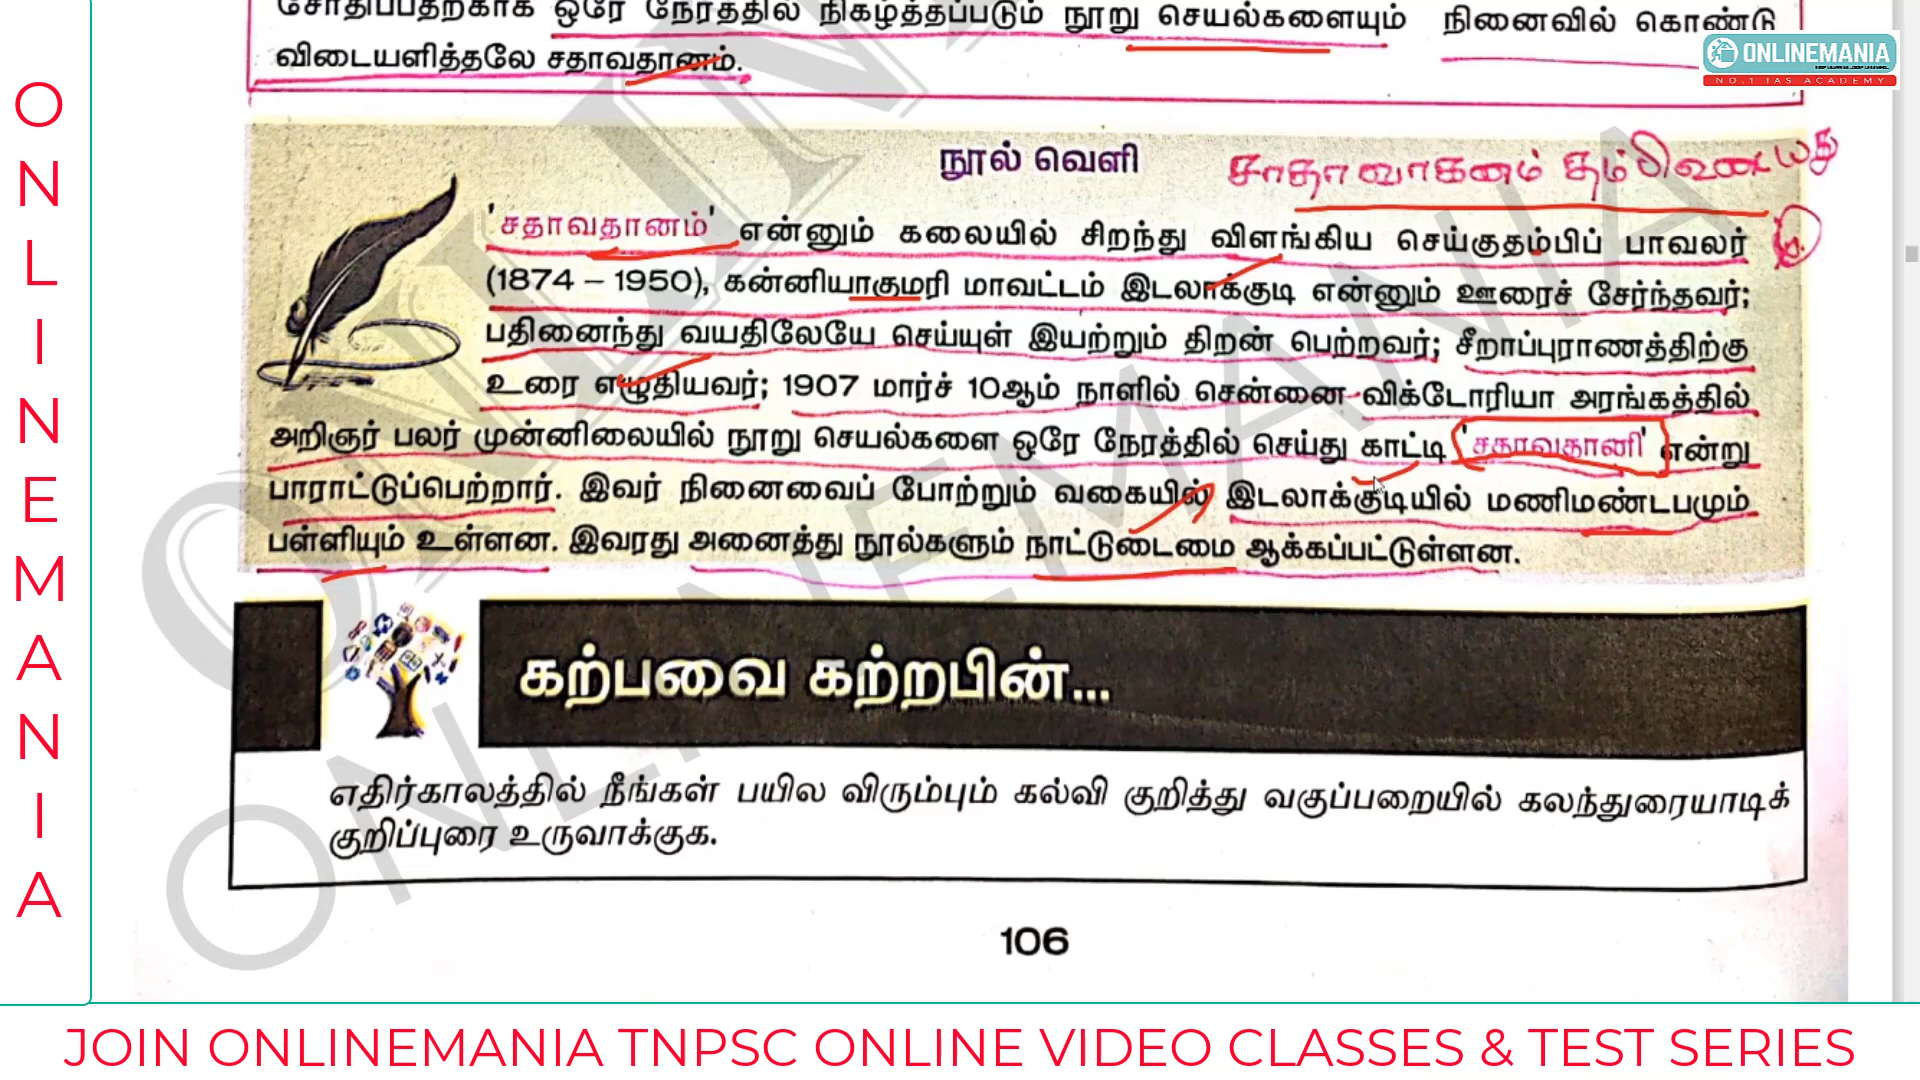 சோதிப்பதற்காக ஒரே நேரத்தில் நிகழ்த்தப்படும் நூறு செயல்களையும் நினைவில் கொண்டு
விடையளித்தலே சதாவதானம்.
ONLINEMANIA
NO.1 IAS ACADEMY
நூல் வெளி
'சதாவதானம்' என்னும் கலையில் சிறந்து விளங்கிய செய்குதம்பிப் பாவலர்
(1874 – 1950), கன்னியாகுமரி மாவட்டம் இடலாக்குடி என்னும் ஊரைச் சேர்ந்தவர்;
பதினைந்து வயதிலேயே செய்யுள் இயற்றும் திறன் பெற்றவர்; சீறாப்புராணத்திற்கு
உரை எழுதியவர்; 1907 மார்ச் 10ஆம் நாளில் சென்னை விக்டோரியா அரங்கத்தில்
அறிஞர் பலர் முன்னிலையில் நூறு செயல்களை ஒரே நேரத்தில் செய்து காட்டி 'சதாவதானி' என்று
பாராட்டுப்பெற்றார். இவர் நினைவைப் போற்றும் வகையில் இடலாக்குடியில் மணிமண்டபமும்
பள்ளியும் உள்ளன. இவரது அனைத்து நூல்களும் நாட்டுடைமை ஆக்கப்பட்டுள்ளன.
கற்பவை கற்றபின்...
எதிர்காலத்தில் நீங்கள் பயில விரும்பும் கல்வி குறித்து வகுப்பறையில் கலந்துரையாடிக்
குறிப்புரை உருவாக்குக.
106
ONLINEMANIA
ONLINEMANIA
JOIN ONLINEMANIA TNPSC ONLINE VIDEO CLASSES & TEST SERIES